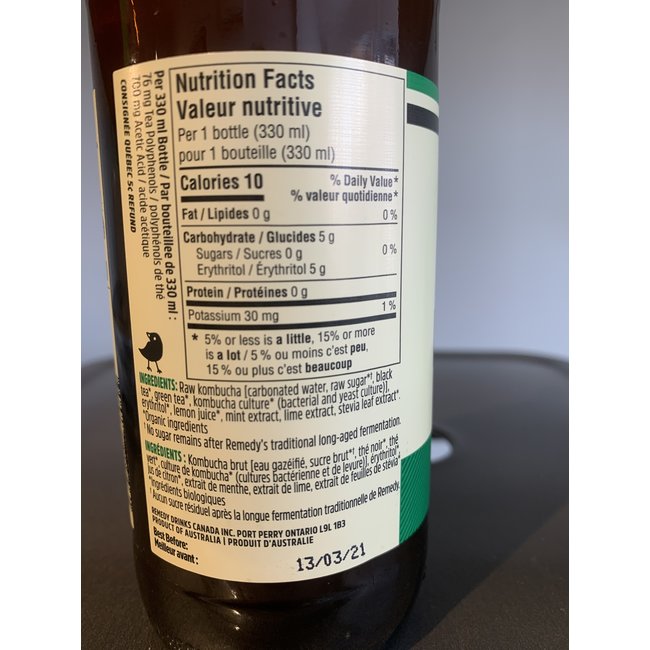 Per 330 ml Bottle / Par bouteillee de 330 ml :
76 mg Tea Polyphenols / polyphénols de thé
700 mg Acetic Acid / acide acétique
CONSIGNÉE QUÉBEC 5¢ REFUND
Nutrition Facts
Valeur nutritive
Per 1 bottle (330 ml)
pour 1 bouteille (330 ml)
Calories 10 % Daily Value*
% valeur quotidienne*
Fat / Lipides 0 g 0 %
Carbohydrate / Glucides 5 g
Sugars / Sucres 0 g 0 %
Erythritol / Érythritol 5 g
Protein / Protéines 0 g
Potassium 30 mg 1 %
* 5% or less is a little, 15% or more
is a lot / 5 % ou moins c'est peu,
15 % ou plus c'est beaucoup
INGREDIENTS: Raw kombucha [carbonated water, raw sugar*†, black
tea*, green tea*, kombucha culture* (bacterial and yeast culture)],
erythritol*, lemon juice*, mint extract, lime extract, stevia leaf extract*.
*Organic ingredients
† No sugar remains after Remedy's traditional long-aged fermentation.
INGRÉDIENTS : Kombucha brut [eau gazéifié, sucre brut*†, thé noir*, thé
vert*, culture de kombucha* (cultures bactérienne et de levure)], érythritol*,
jus de citron*, extrait de menthe, extrait de lime, extrait de feuilles de stévia*.
*Ingrédients biologiques
† Aucun sucre résiduel après la longue fermentation traditionnelle de Remedy.
REMEDY DRINKS CANADA INC. PORT PERRY ONTARIO L9L 1B3
PRODUCT OF AUSTRALIA | PRODUIT D'AUSTRALIE
Best Before:
Meilleur avant :
13/03/21